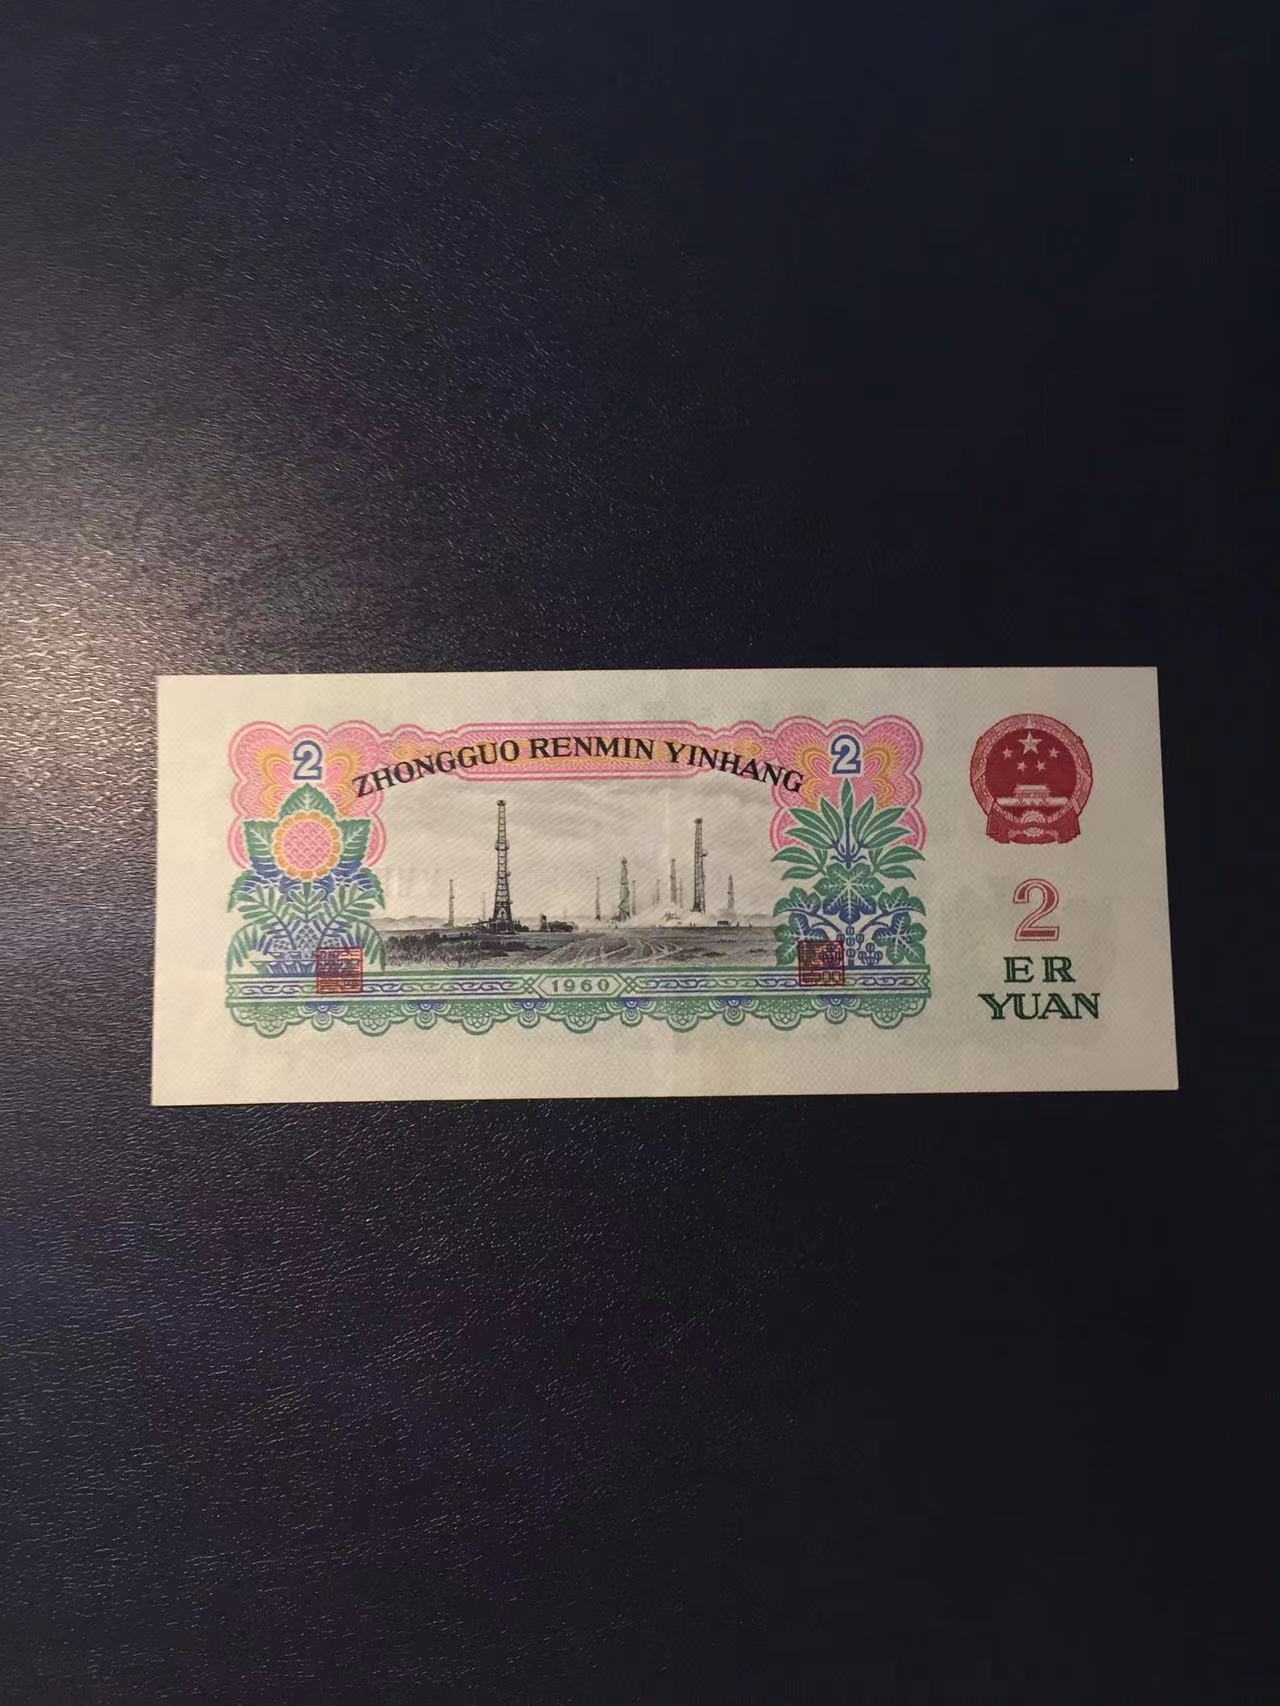 2
ZHONGGUO RENMIN YINHANG
2
1960
2
ER
YUAN